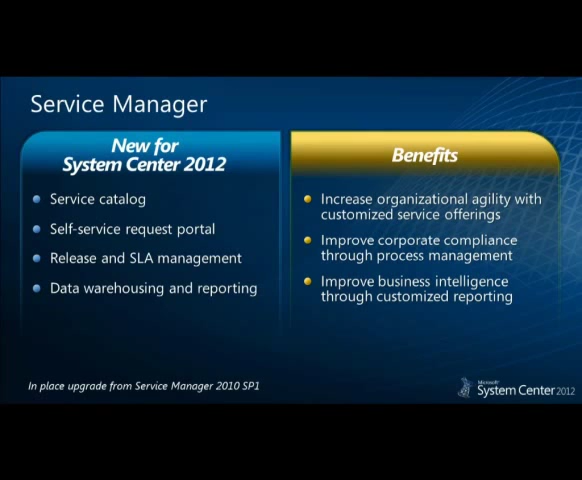 Service Manager
New for
System Center 2012
Service catalog
Self-service request portal
Release and SLA management
Data warehousing and reporting
Benefits
Increase organizational agility with
customized service offerings
Improve corporate compliance
through process management
Improve business intelligence
through customized reporting
In place upgrade from Service Manager 2010 SP1
Microsoft
System Center 2012